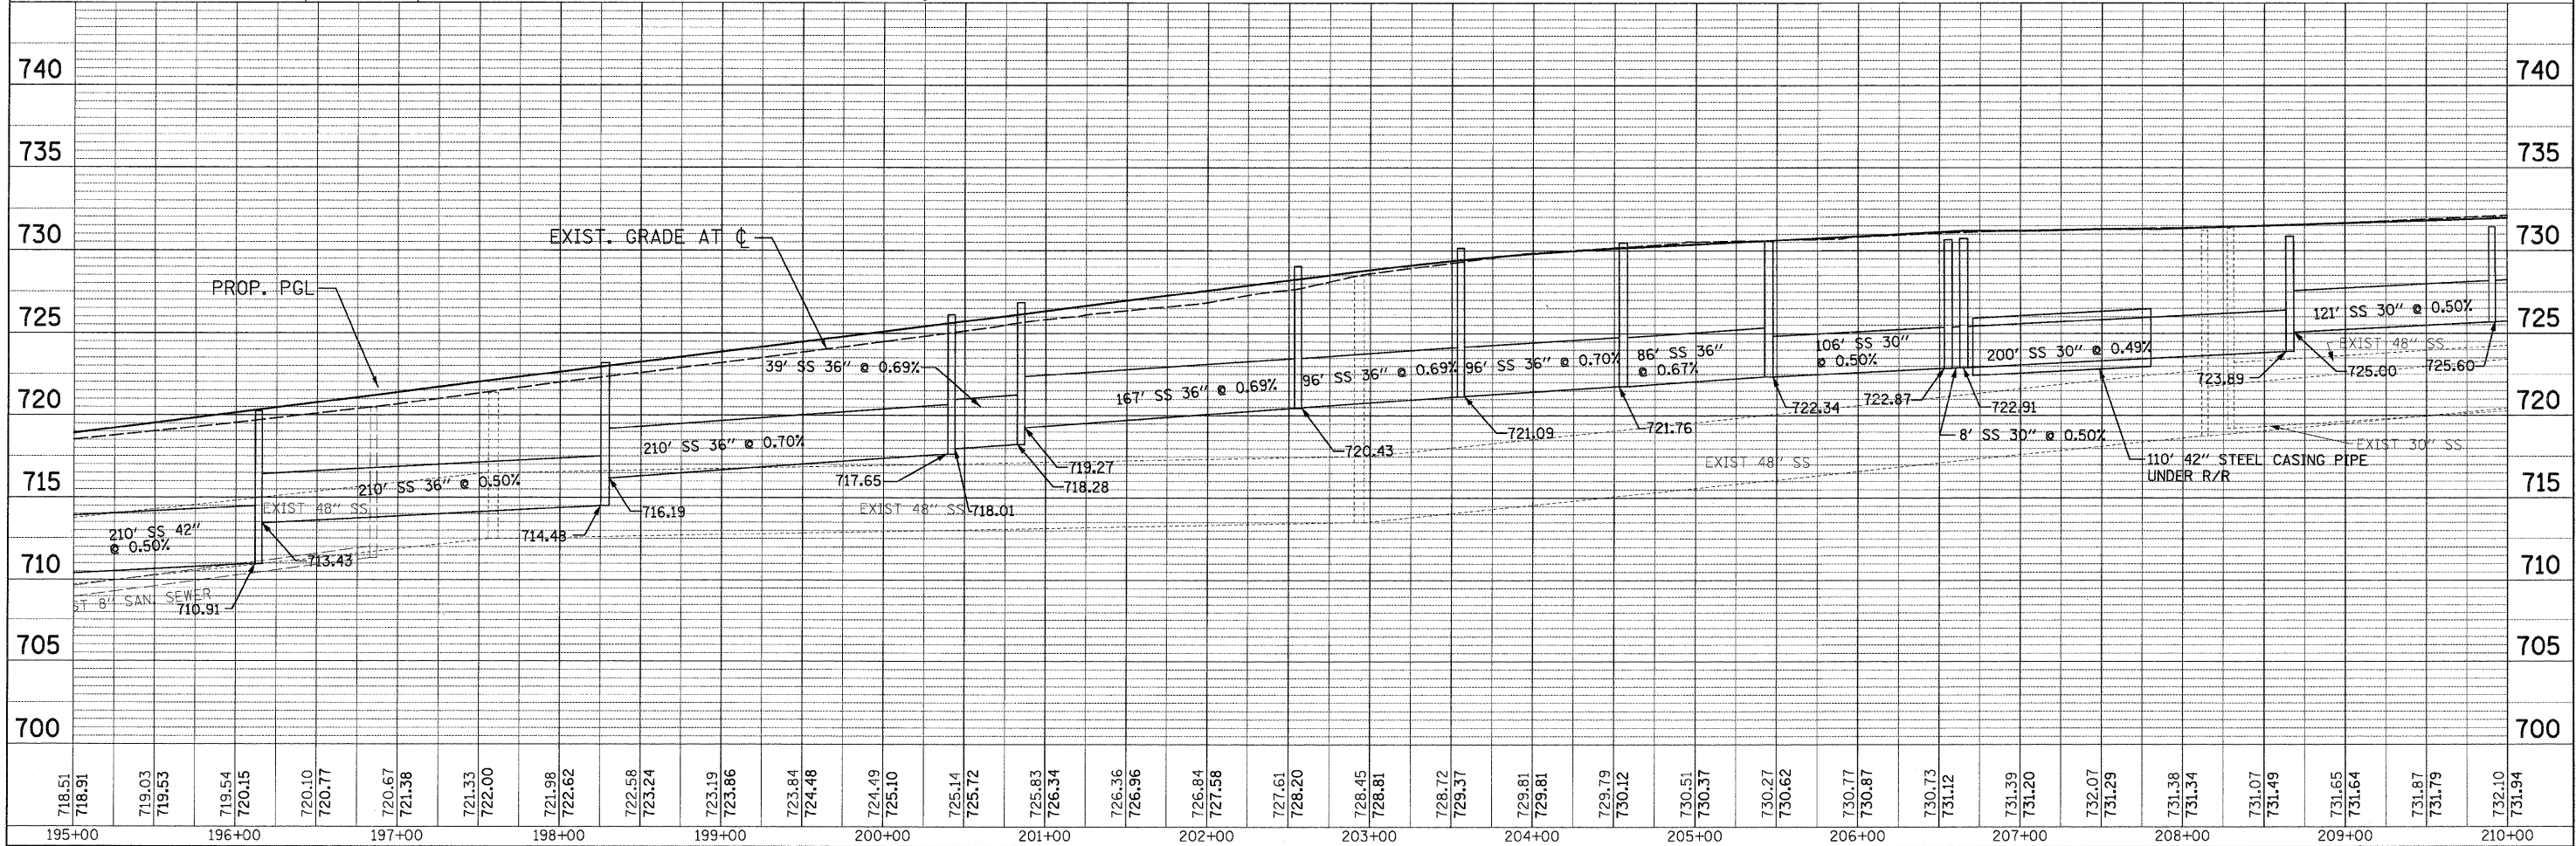 740 740
735 735
730 730
725 725
720 720
715 715
710 710
705 705
700 700
EXIST. GRADE AT ℄
PROP. PGL
39' SS 36" @ 0.69%
210' SS 36" @ 0.70%
210' SS 36" @ 0.50%
210' SS 42"
@ 0.50%
EXIST 48" SS
ST 8" SAN. SEWER
710.91
713.43
714.48
716.19
717.65
EXIST 48" SS
718.01
718.28
719.27
167' SS 36" @ 0.69%
96' SS 36" @ 0.69%
96' SS 36" @ 0.70%
86' SS 36"
@ 0.67%
106' SS 30"
@ 0.50%
200' SS 30" @ 0.49%
121' SS 30" @ 0.50%
EXIST 48" SS
720.43
721.09
721.76
722.34
722.87
722.91
723.89
725.00
725.60
8' SS 30" @ 0.50%
EXIST 30" SS
EXIST 48" SS
110' 42" STEEL CASING PIPE
UNDER R/R
718.51 719.03 719.54 720.10 720.67 721.33 721.98 722.58 723.19 723.84 724.49 725.14 725.83 726.36 726.84 727.61 728.45 728.72 729.81 729.79 730.51 730.27 730.77 730.73 731.39 732.07 731.38 731.07 731.65 731.87 732.10
718.91 719.53 720.15 720.77 721.38 722.00 722.62 723.24 723.86 724.48 725.10 725.72 726.34 726.96 727.58 728.20 728.81 729.37 729.81 730.12 730.37 730.62 730.87 731.12 731.20 731.29 731.34 731.49 731.64 731.79 731.94
195+00 196+00 197+00 198+00 199+00 200+00 201+00 202+00 203+00 204+00 205+00 206+00 207+00 208+00 209+00 210+00